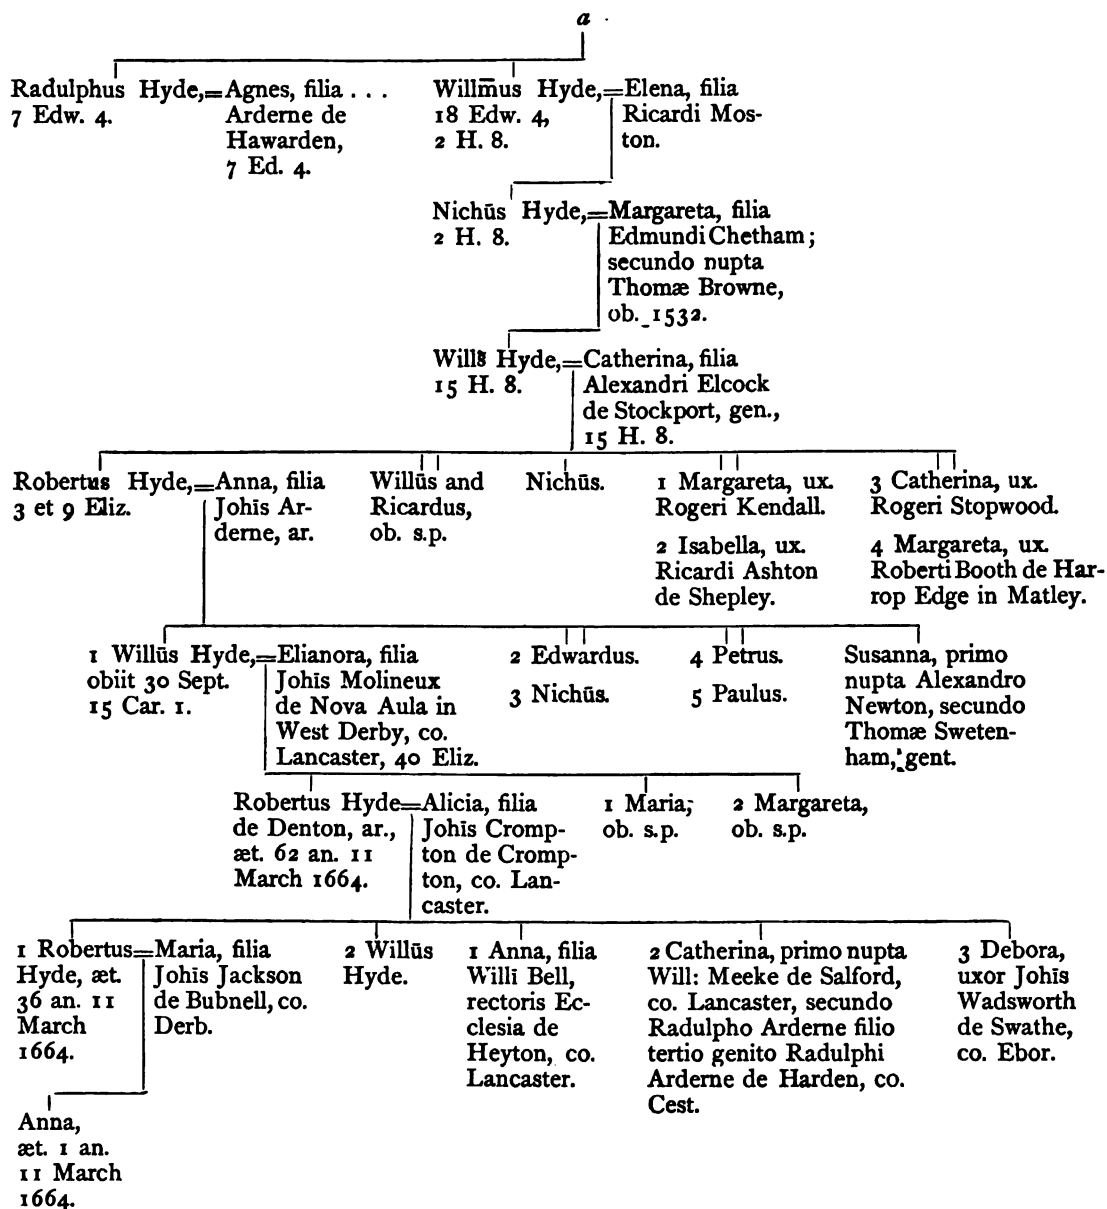 a
Radulphus Hyde,=Agnes, filia . . .
7 Edw. 4.
Arderne de
Hawarden,
7 Ed. 4.
Willm̄us Hyde,=Elena, filia
18 Edw. 4,
2 H. 8.
Ricardi Mos-
ton.
Nichūs Hyde,=Margareta, filia
2 H. 8.
Edmundi Chetham;
secundo nupta
Thomæ Browne,
ob. 1532.
Wills Hyde,=Catherina, filia
15 H. 8.
Alexandri Elcock
de Stockport, gen.,
15 H. 8.
Robertus Hyde,=Anna, filia
3 et 9 Eliz.
Johīs Ar-
derne, ar.
Willūs and
Ricardus,
ob. s.p.
Nichūs.
1 Margareta, ux.
Rogeri Kendall.
2 Isabella, ux.
Ricardi Ashton
de Shepley.
3 Catherina, ux.
Rogeri Stopwood.
4 Margareta, ux.
Roberti Booth de Har-
rop Edge in Matley.
1 Willūs Hyde,=Elianora, filia
obiit 30 Sept.
15 Car. 1.
Johīs Molineux
de Nova Aula in
West Derby, co.
Lancaster, 40 Eliz.
2 Edwardus.
3 Nichūs.
4 Petrus.
5 Paulus.
Susanna, primo
nupta Alexandro
Newton, secundo
Thomæ Sweten-
ham, gent.
Robertus Hyde=Alicia, filia
de Denton, ar.,
æt. 62 an. 11
March 1664.
Johīs Cromp-
ton de Cromp-
ton, co. Lan-
caster.
1 Maria,
ob. s.p.
2 Margareta,
ob. s.p.
1 Robertus=Maria, filia
Hyde, æt.
36 an. 11
March
1664.
Johīs Jackson
de Bubnell, co.
Derb.
2 Willūs
Hyde.
1 Anna, filia
Willī Bell,
rectoris Ec-
clesia de
Heyton, co.
Lancaster.
2 Catherina, primo nupta
Will: Meeke de Salford,
co. Lancaster, secundo
Radulpho Arderne filio
tertio genito Radulphi
Arderne de Harden, co.
Cest.
3 Debora,
uxor Johīs
Wadsworth
de Swathe,
co. Ebor.
Anna,
æt. 1 an.
11 March
1664.